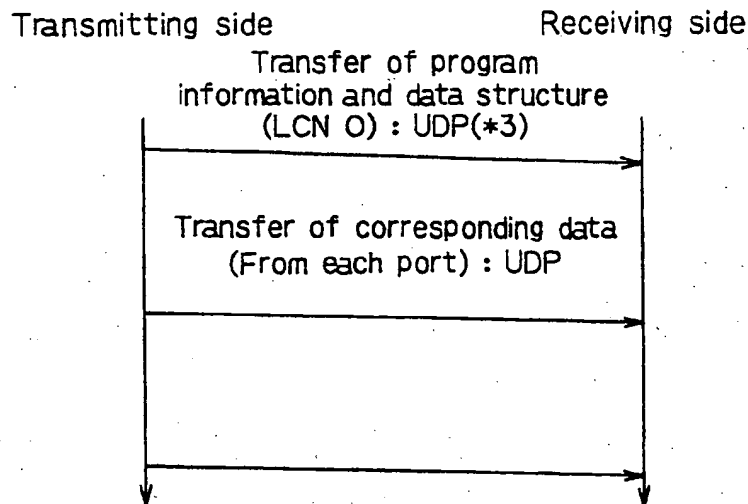 Transmitting side
Receiving side
Transfer of program
information and data structure
(LCN 0) : UDP(*3)
Transfer of corresponding data
(From each port) : UDP